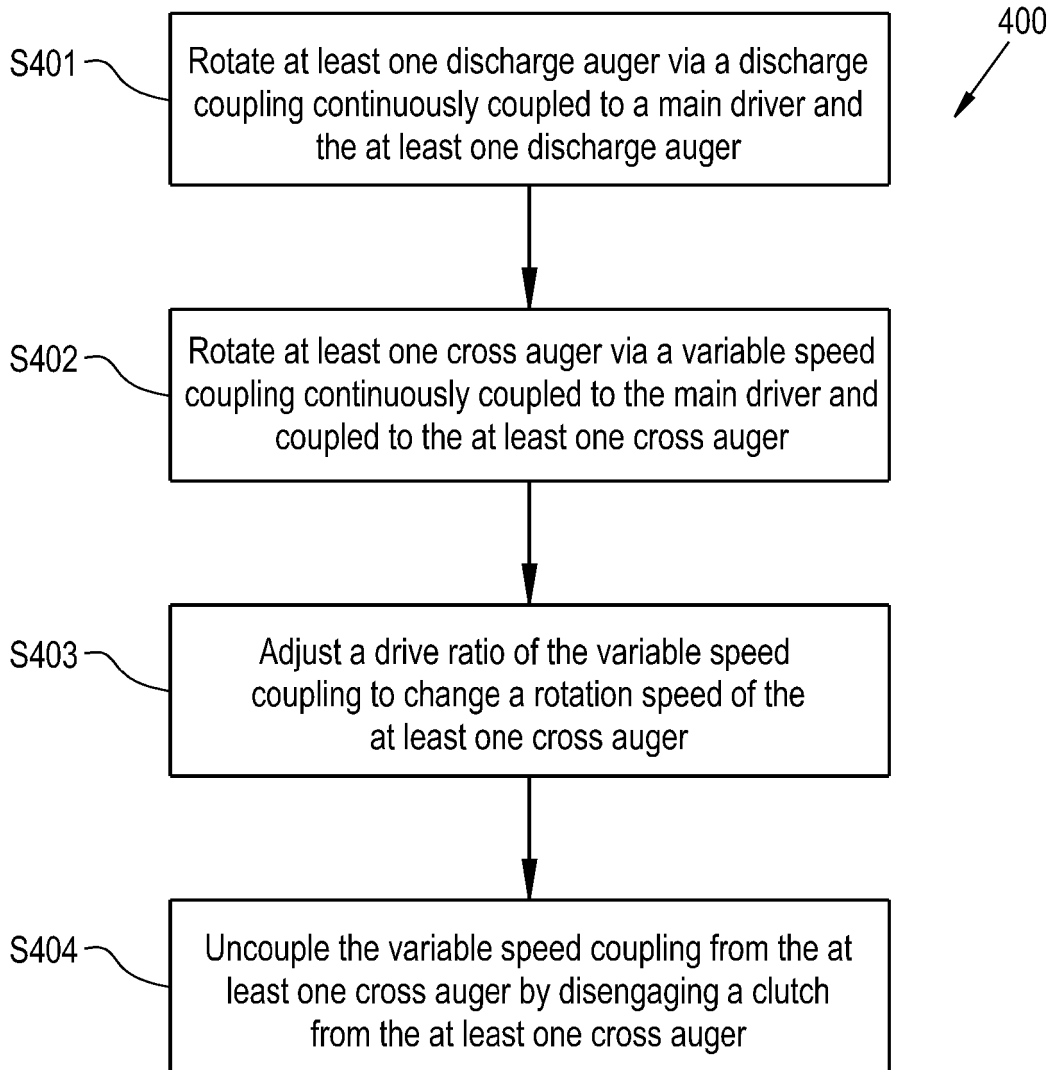 400
S401
Rotate at least one discharge auger via a discharge
coupling continuously coupled to a main driver and
the at least one discharge auger
S402
Rotate at least one cross auger via a variable speed
coupling continuously coupled to the main driver and
coupled to the at least one cross auger
S403
Adjust a drive ratio of the variable speed
coupling to change a rotation speed of the
at least one cross auger
S404
Uncouple the variable speed coupling from the at
least one cross auger by disengaging a clutch
from the at least one cross auger